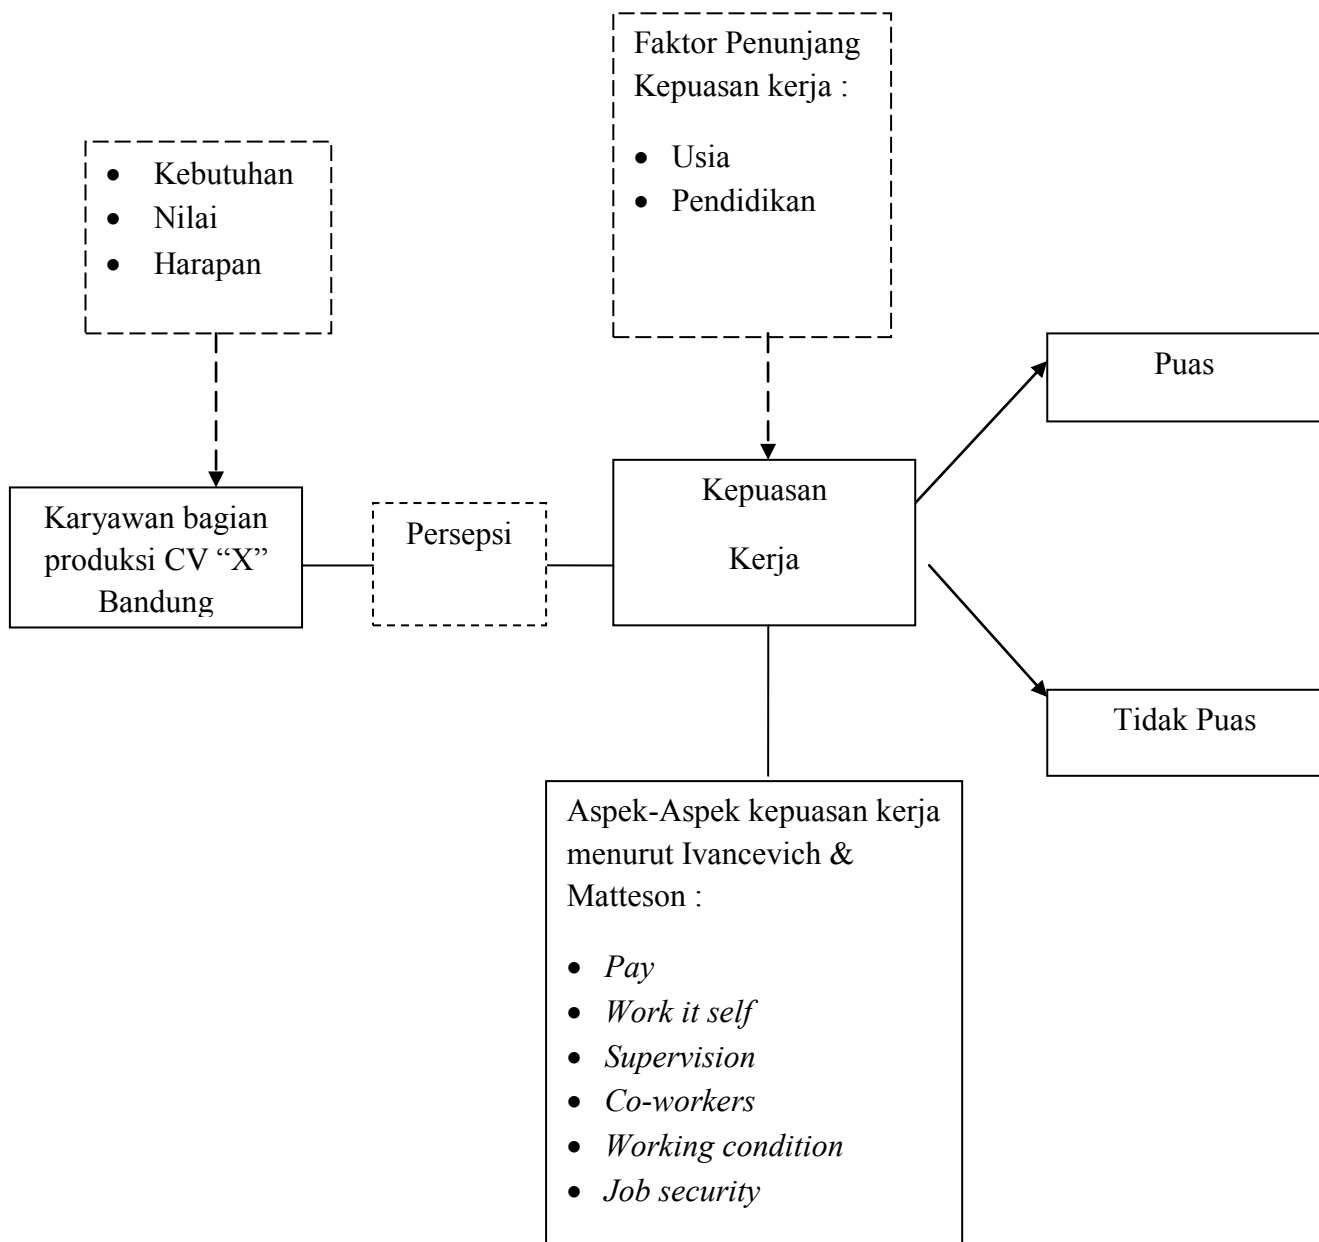 Faktor Penunjang
Kepuasan kerja :
• Usia
• Pendidikan
• Kebutuhan
• Nilai
• Harapan
Puas
Kepuasan
Kerja
Persepsi
Karyawan bagian
produksi CV “X”
Bandung
Tidak Puas
Aspek-Aspek kepuasan kerja
menurut Ivancevich &
Matteson :
• Pay
• Work it self
• Supervision
• Co-workers
• Working condition
• Job security